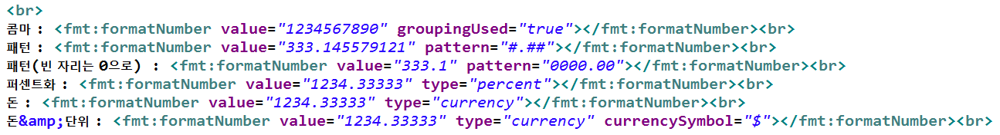 <br>
콤마 : <fmt:formatNumber value="1234567890" groupingUsed="true"></fmt:formatNumber><br>
패턴 : <fmt:formatNumber value="333.145579121" pattern="#.##"></fmt:formatNumber><br>
패턴(빈 자리는 0으로) : <fmt:formatNumber value="333.1" pattern="0000.00"></fmt:formatNumber><br>
퍼센트화 : <fmt:formatNumber value="1234.33333" type="percent"></fmt:formatNumber><br>
돈 : <fmt:formatNumber value="1234.33333" type="currency"></fmt:formatNumber><br>
돈&amp;단위 : <fmt:formatNumber value="1234.33333" type="currency" currencySymbol="$"></fmt:formatNumber><br>